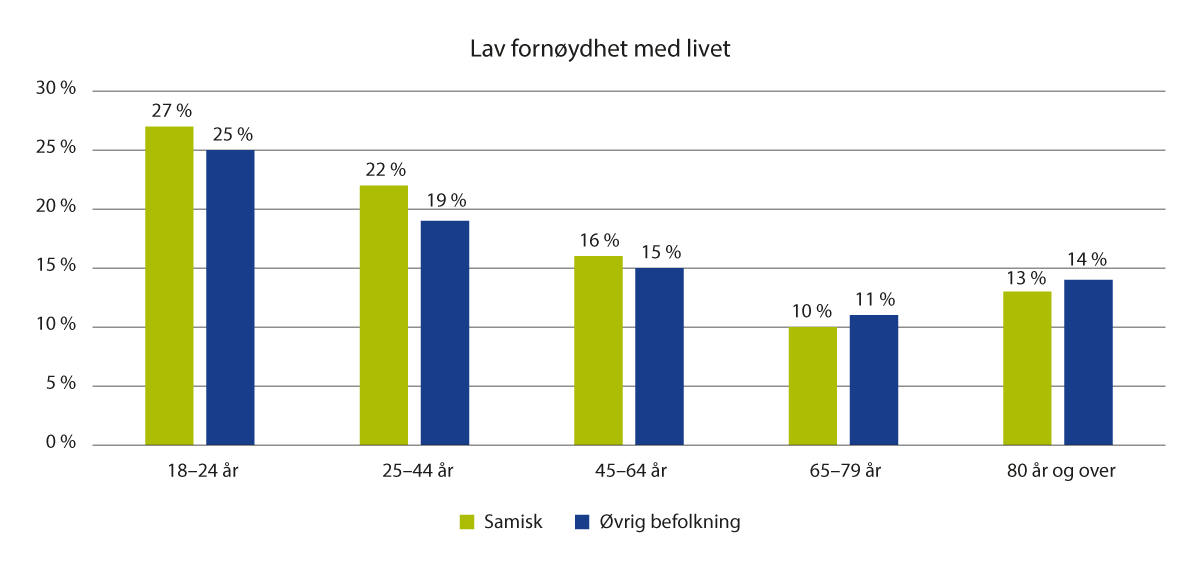 Lav fornøydhet med livet
30 %
25 %
20 %
15 %
10 %
5 %
0 %
27 %
25 %
22 %
19 %
16 %
15 %
10 %
11 %
13 %
14 %
18–24 år
25–44 år
45–64 år
65–79 år
80 år og over
Samisk
Øvrig befolkning